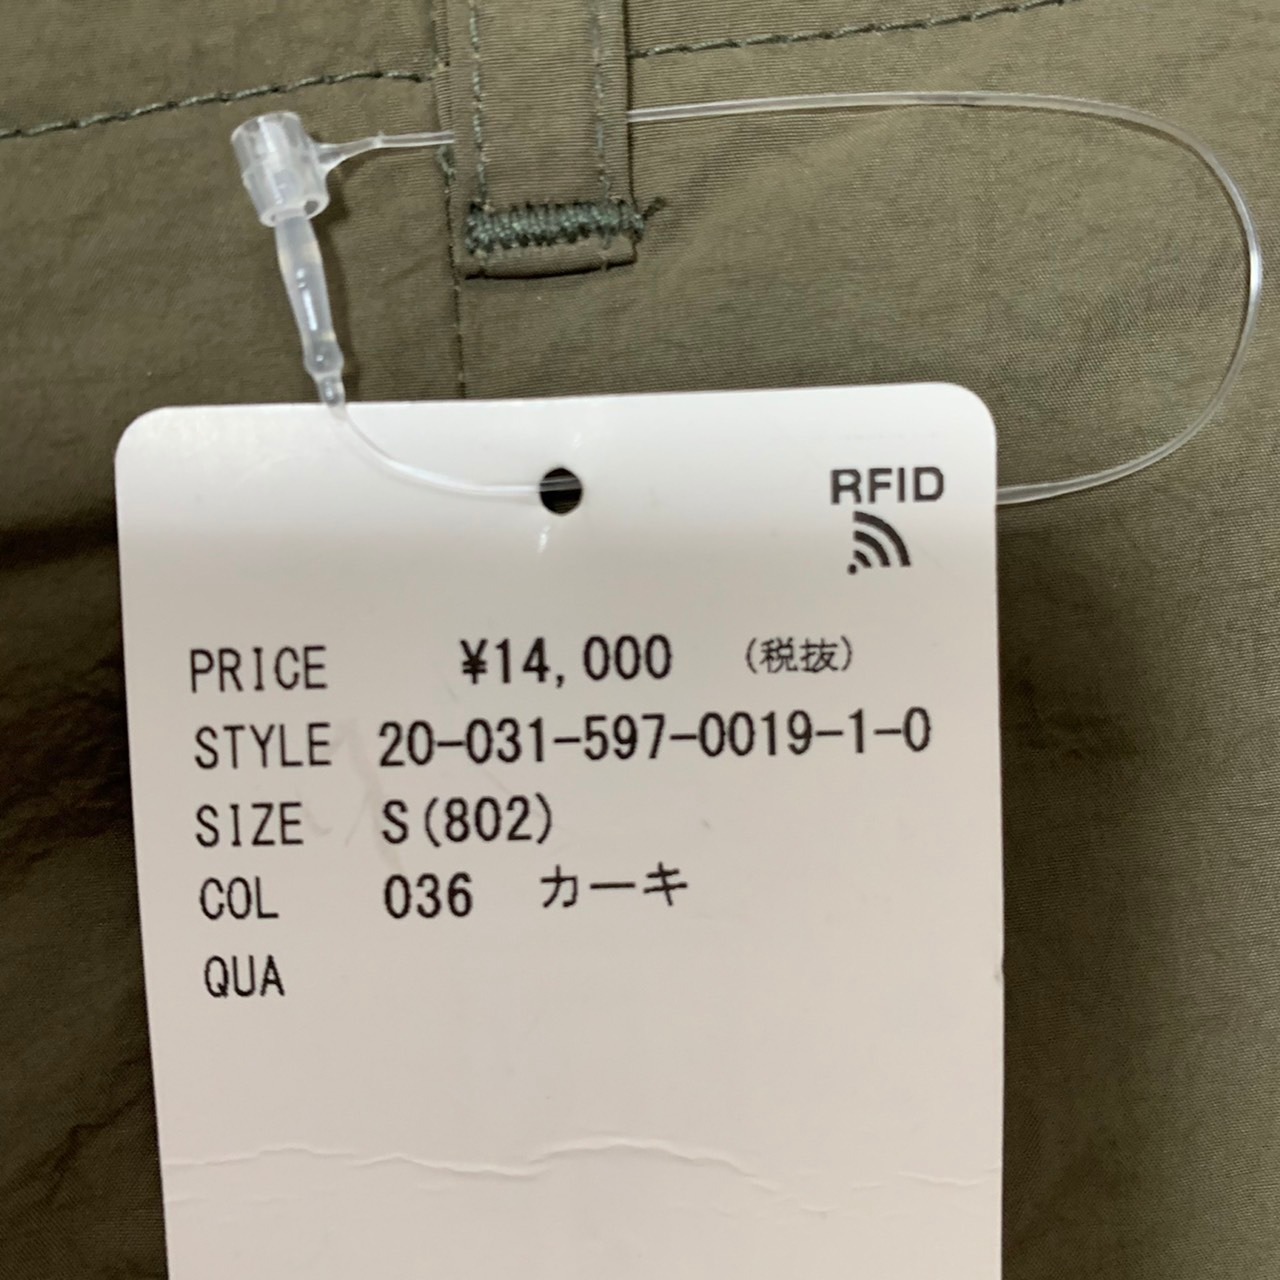 RFID
PRICE ¥14,000 (税抜)
STYLE 20-031-597-0019-1-0
SIZE S(802)
COL 036 カーキ
QUA